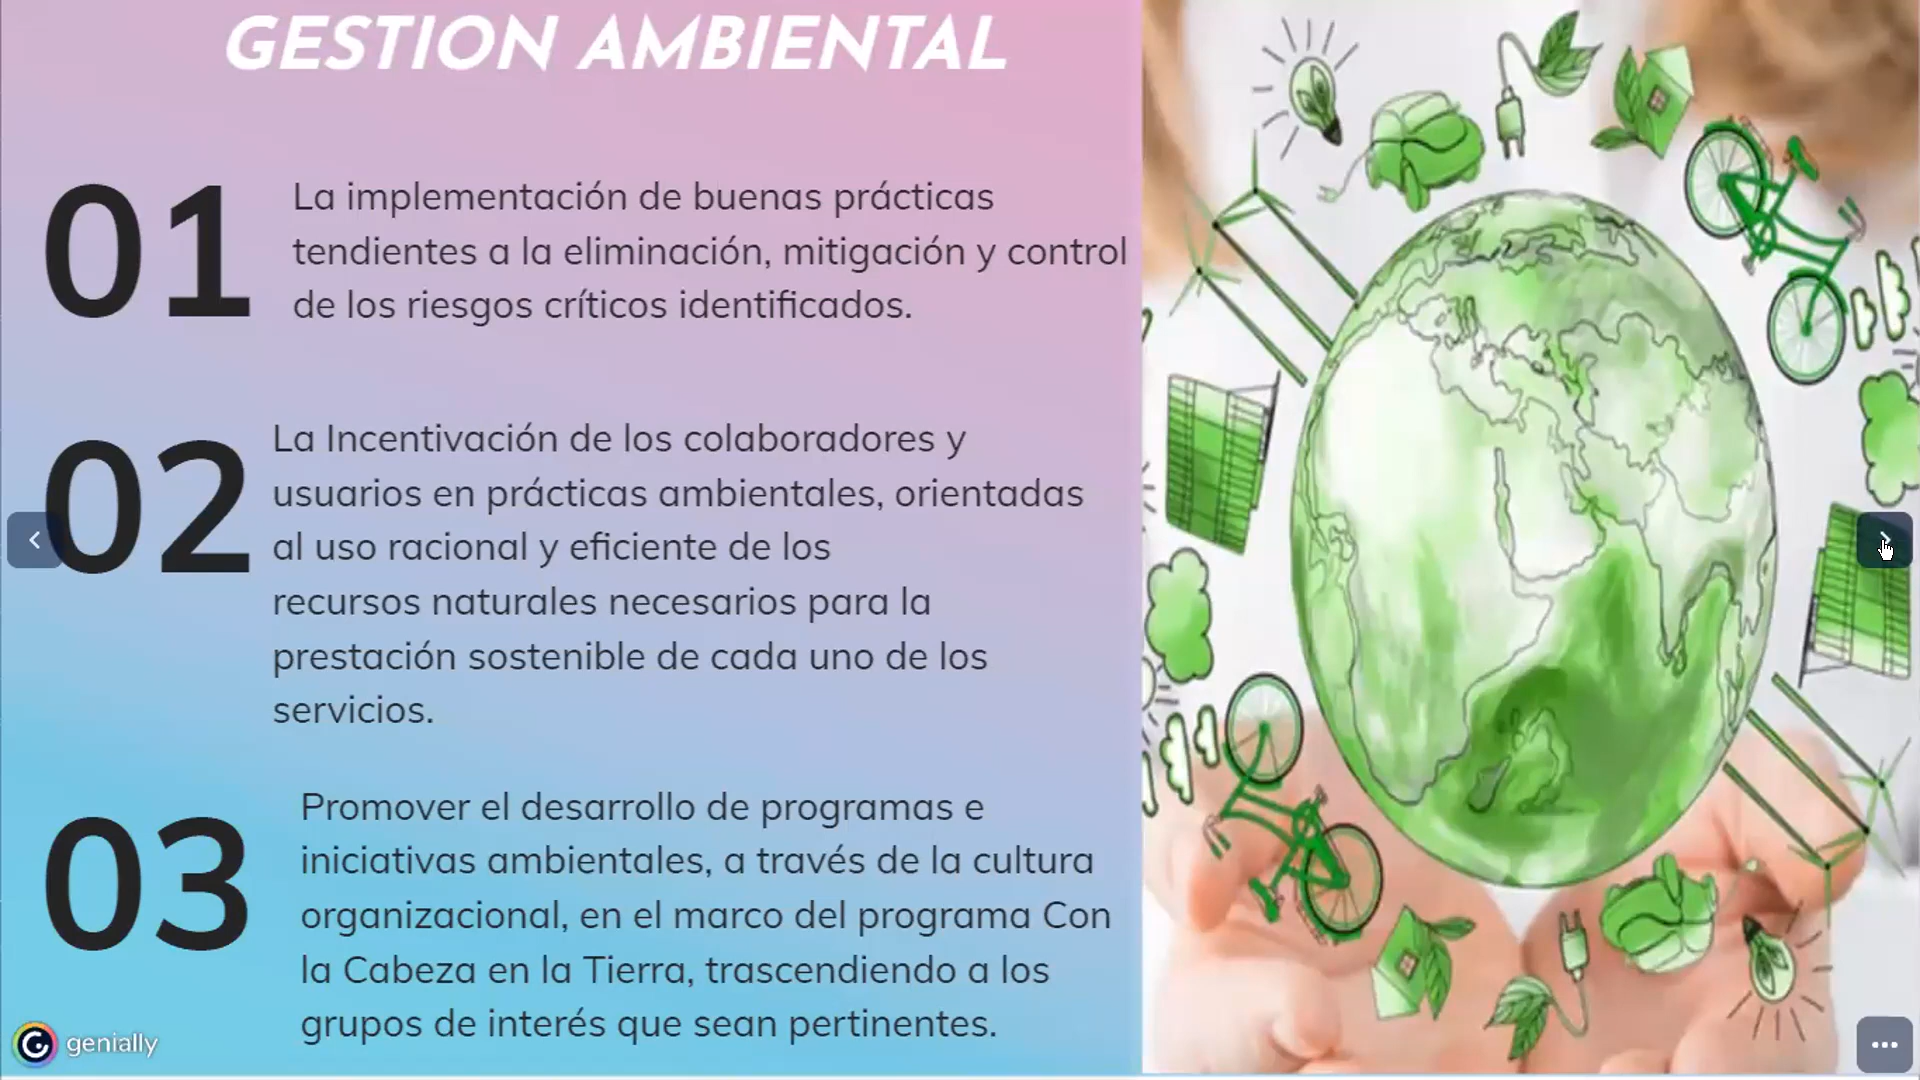 GESTION AMBIENTAL
01
La implementación de buenas prácticas
tendientes a la eliminación, mitigación y control
de los riesgos críticos identificados.
02
La Incentivación de los colaboradores y
usuarios en prácticas ambientales, orientadas
al uso racional y eficiente de los
recursos naturales necesarios para la
prestación sostenible de cada uno de los
servicios.
03
Promover el desarrollo de programas e
iniciativas ambientales, a través de la cultura
organizacional, en el marco del programa Con
la Cabeza en la Tierra, trascendiendo a los
grupos de interés que sean pertinentes.
genially